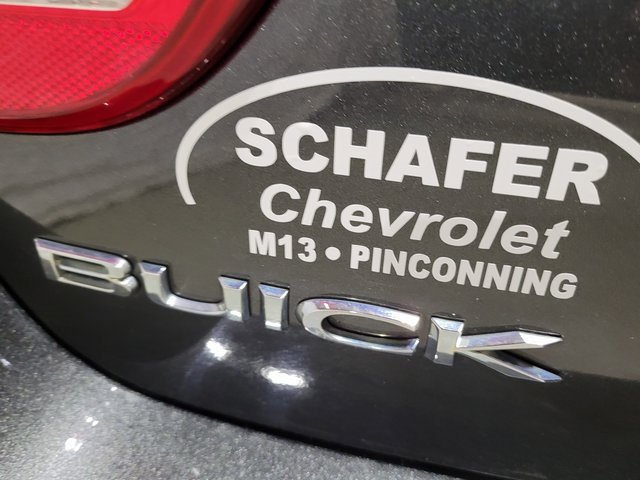 SCHAFER
Chevrolet
M13 • PINCONNING
BUICK